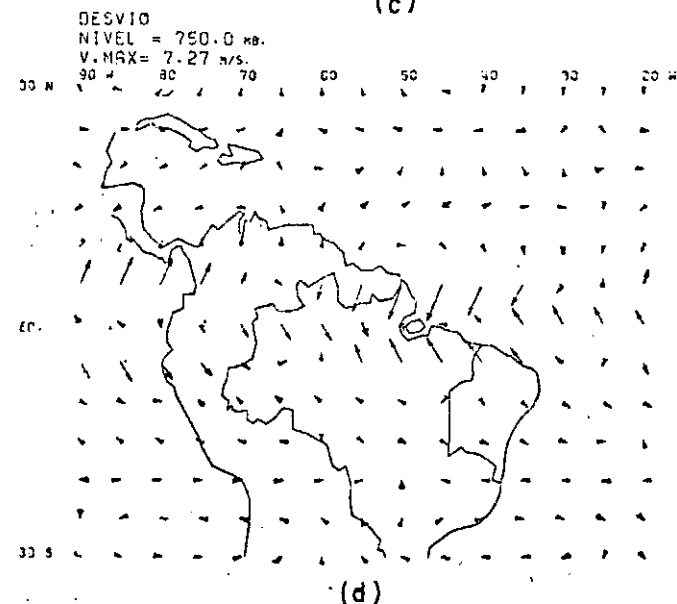 (c)
DESVIO
NIVEL = 750.0 MB.
V.MAX= 7.27 M/S.
90 W 80 70 60 50 40 30 20 W
30 N
EQ.
30 S
(d)